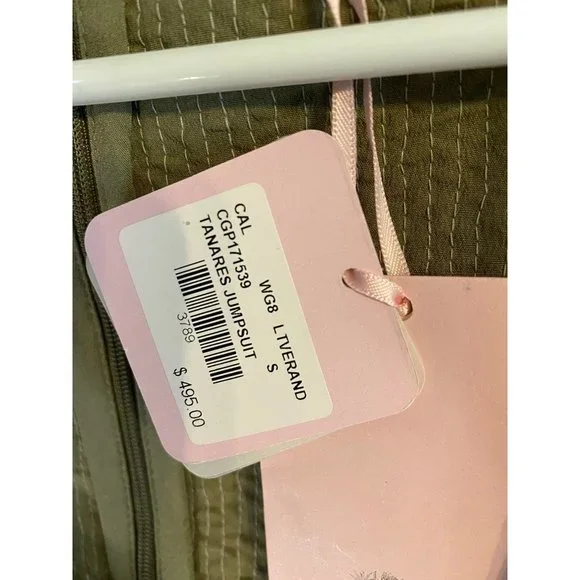 CAL
CGP171539 WG8 LTVERAND
TANARES JUMPSUIT S
3789
$ 495.00